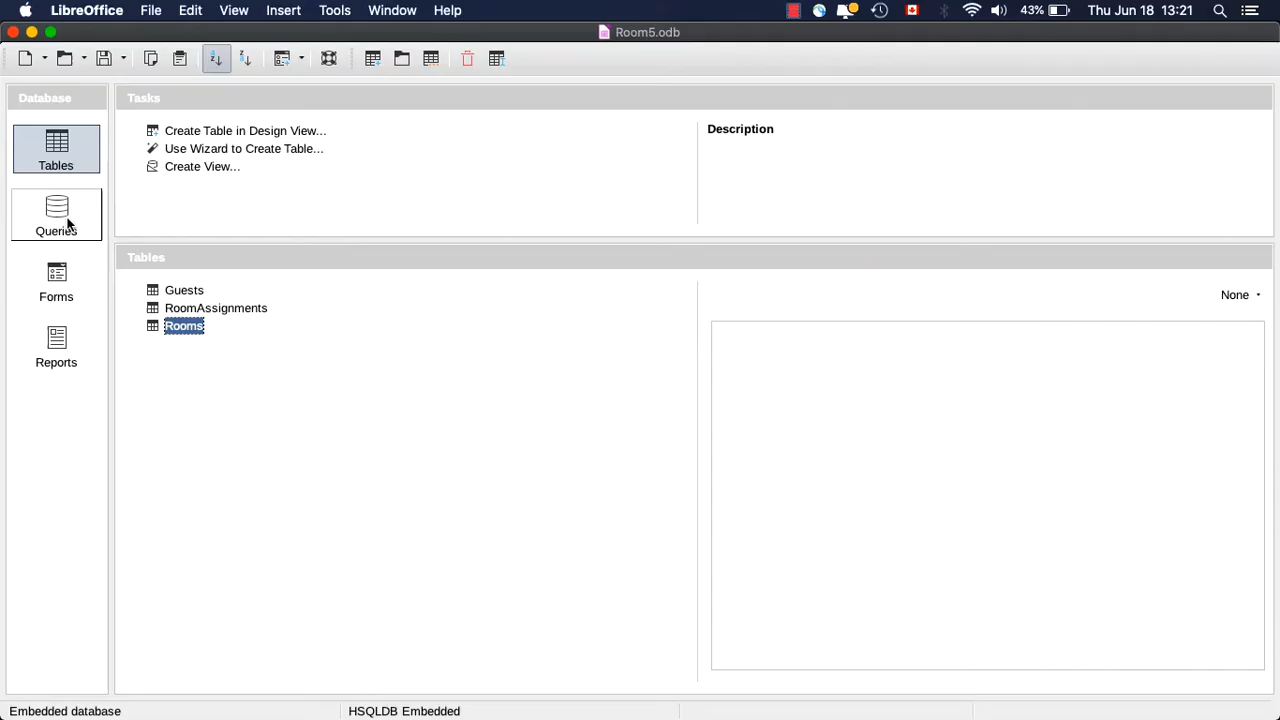 LibreOffice File Edit View Insert Tools Window Help 43% Thu Jun 18 13:21
Room5.odb
Database
Tables
Queries
Forms
Reports
Tasks
Create Table in Design View...
Use Wizard to Create Table...
Create View...
Description
Tables
Guests
RoomAssignments
Rooms
None
Embedded database HSQLDB Embedded